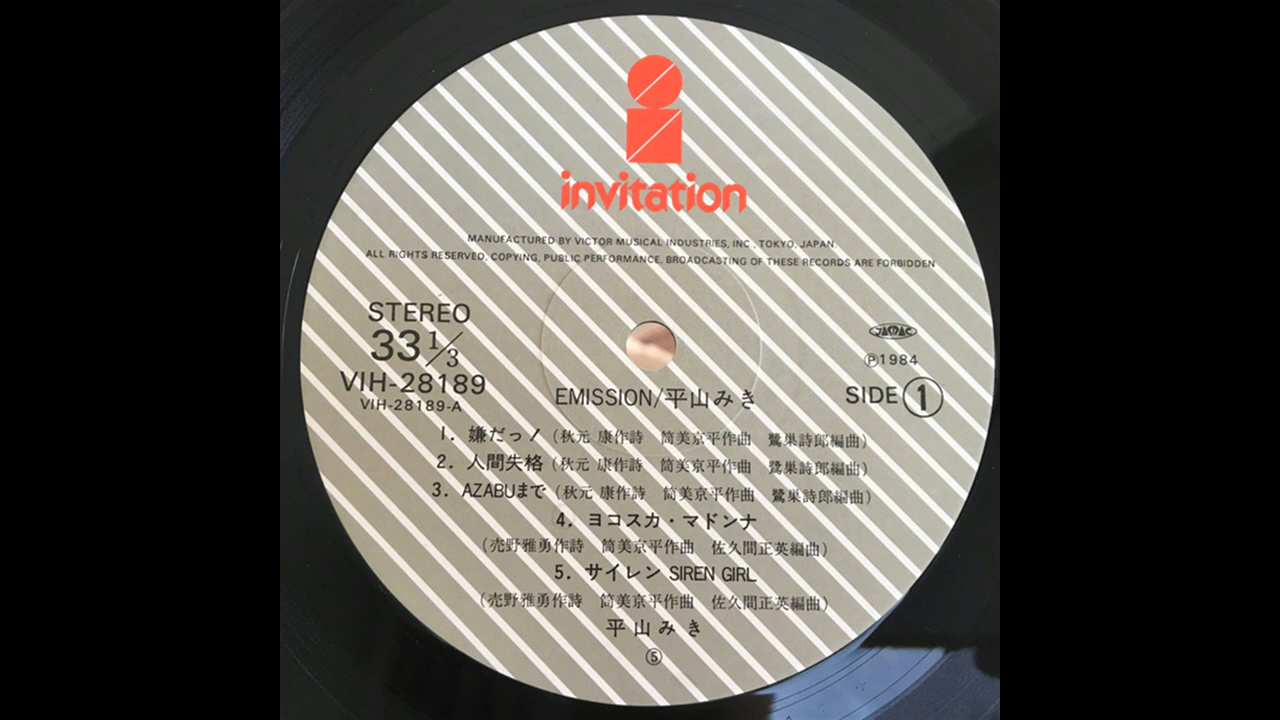 invitation
MANUFACTURED BY VICTOR MUSICAL INDUSTRIES, INC., TOKYO, JAPAN.
ALL RIGHTS RESERVED, COPYING, PUBLIC PERFORMANCE, BROADCASTING OF THESE RECORDS ARE FORBIDDEN
STEREO
33 1/3
VIH-28189
VIH-28189-A
JASRAC
Ⓟ1984
SIDE ①
EMISSION/平山みき
1. 嫌だっ！（秋元 康作詩 筒美京平作曲 鷺巣詩郎編曲）
2. 人間失格（秋元 康作詩 筒美京平作曲 鷺巣詩郎編曲）
3. AZABUまで（秋元 康作詩 筒美京平作曲 鷺巣詩郎編曲）
4. ヨコスカ・マドンナ
（売野雅勇作詩 筒美京平作曲 佐久間正英編曲）
5. サイレン SIREN GIRL
（売野雅勇作詩 筒美京平作曲 佐久間正英編曲）
平山みき
⑤